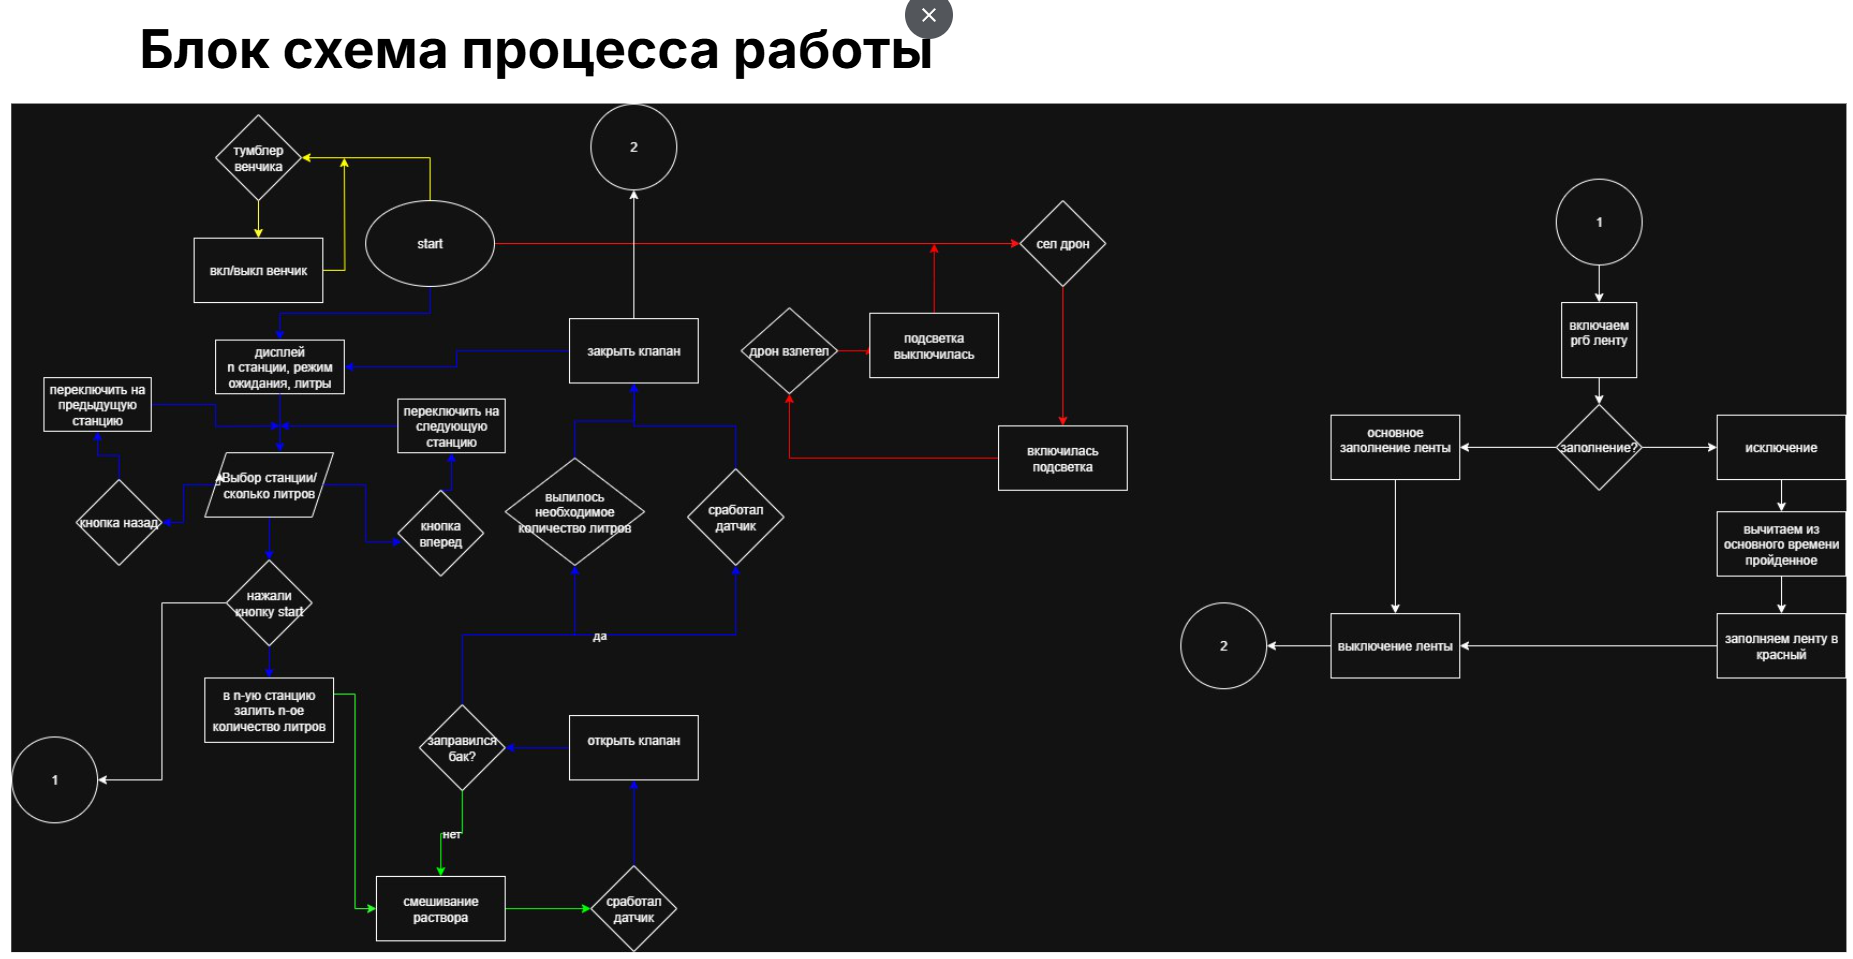 Блок схема процесса работы
тумблер
венчика
вкл/выкл венчик
start
2
сел дрон
1
включаем
ргб ленту
закрыть клапан
дрон взлетел
подсветка
выключилась
дисплей
n станции, режим
ожидания, литры
переключить на
предыдущую
станцию
переключить на
следующую
станцию
включилась
подсветка
основное
заполнение ленты
заполнение?
исключение
Выбор станции/
сколько литров
кнопка назад
кнопка
вперед
вылилось
необходимое
количество литров
сработал
датчик
вычитаем из
основного времени
пройденное
нажали
кнопку start
да
2
выключение ленты
заполняем ленту в
красный
в n-ую станцию
залить n-ое
количество литров
заправился
бак?
открыть клапан
1
нет
смешивание
раствора
сработал
датчик